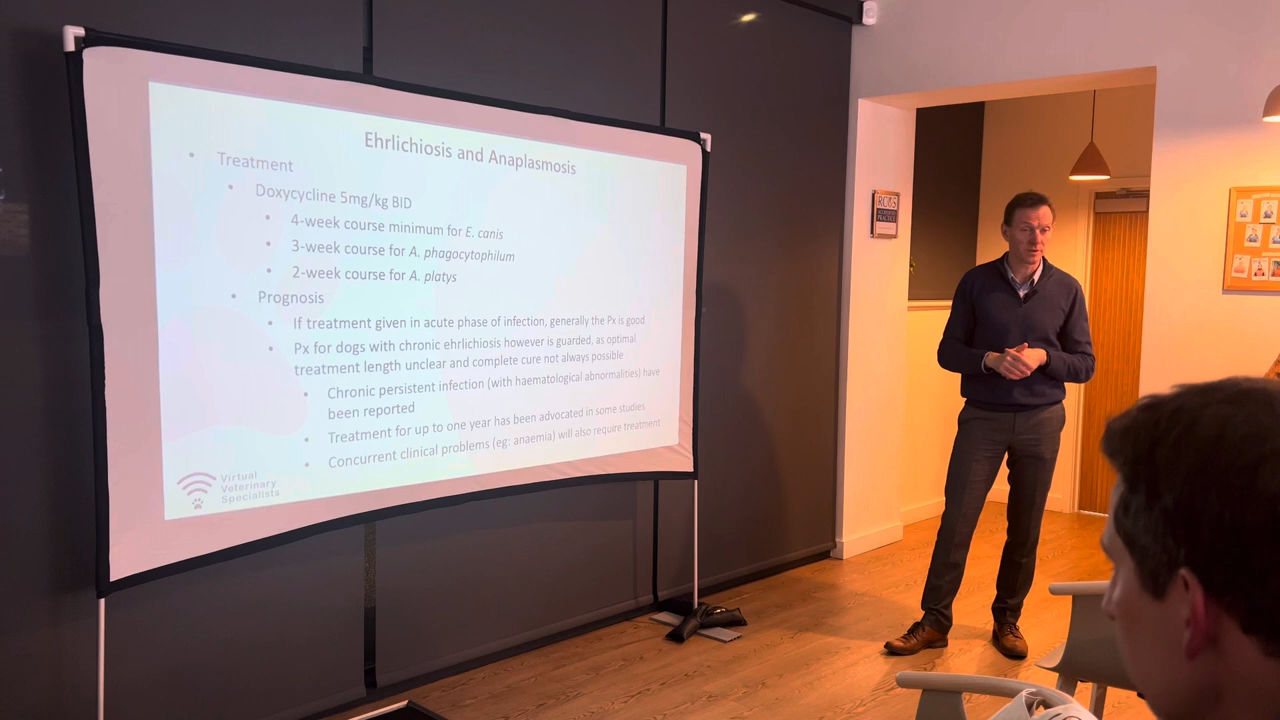 Ehrlichiosis and Anaplasmosis
• Treatment
• Doxycycline 5mg/kg BID
• 4-week course minimum for E. canis
• 3-week course for A. phagocytophilum
• 2-week course for A. platys
• Prognosis
• If treatment given in acute phase of infection, generally the Px is good
• Px for dogs with chronic ehrlichiosis however is guarded, as optimal
treatment length unclear and complete cure not always possible
• Chronic persistent infection (with haematological abnormalities) have
been reported
• Treatment for up to one year has been advocated in some studies
• Concurrent clinical problems (eg: anaemia) will also require treatment
Virtual
Veterinary
Specialists
RCVS
ACCREDITED
PRACTICE